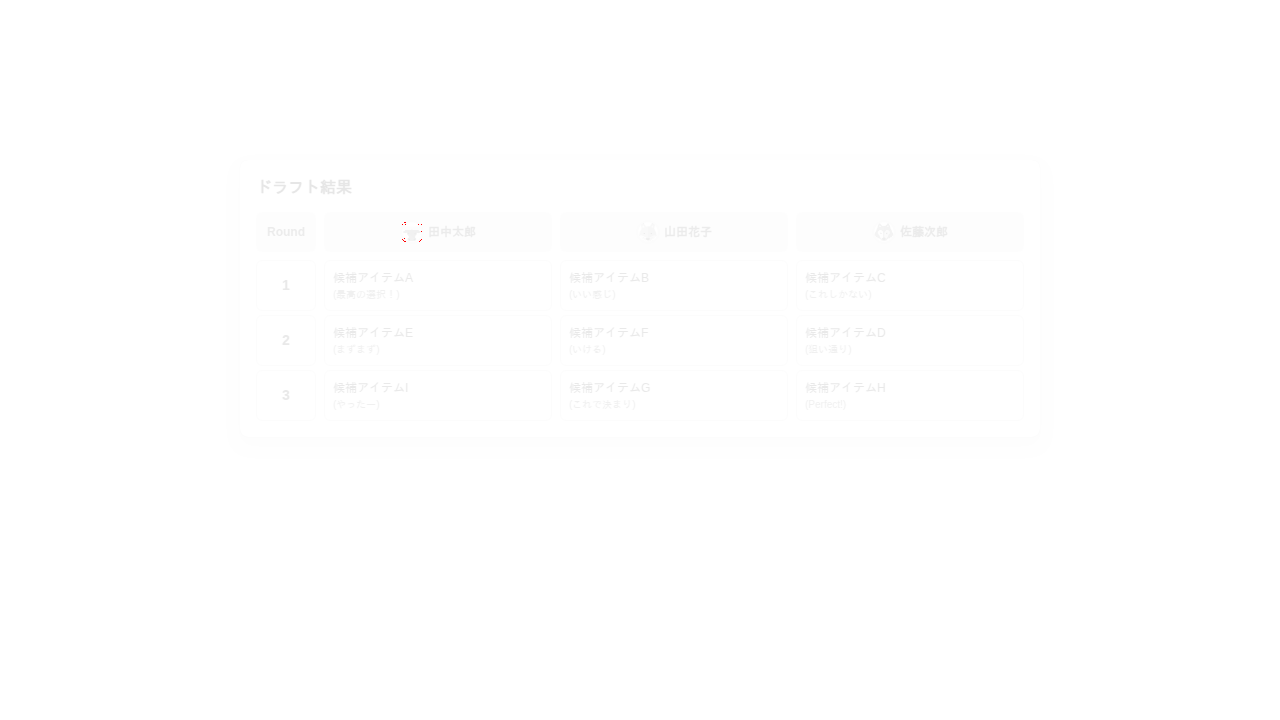 ドラフト結果
Round 田中太郎 山田花子 佐藤次郎
1 候補アイテムA 候補アイテムB 候補アイテムC
(最高の選択！) (いい感じ) (これしかない)
2 候補アイテムE 候補アイテムF 候補アイテムD
(まずまず) (いける) (狙い通り)
3 候補アイテムI 候補アイテムG 候補アイテムH
(やったー) (これで決まり) (Perfect!)